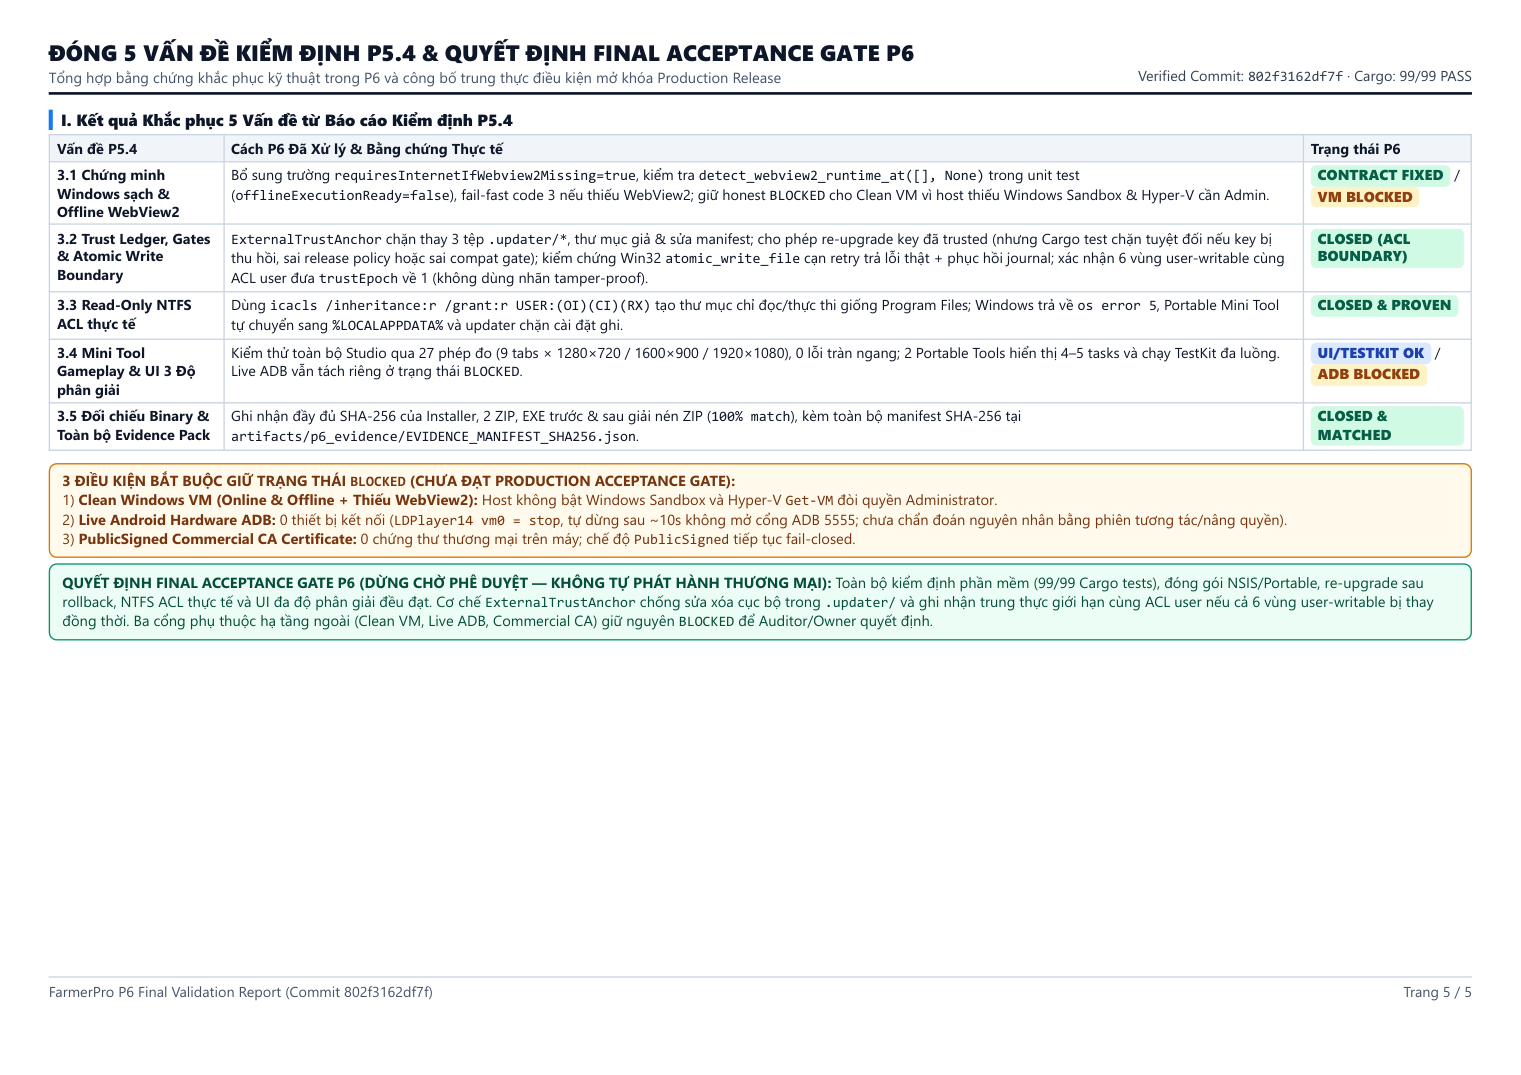 ĐÓNG 5 VẤN ĐỀ KIỂM ĐỊNH P5.4 & QUYẾT ĐỊNH FINAL ACCEPTANCE GATE P6
Tổng hợp bằng chứng khắc phục kỹ thuật trong P6 và công bố trung thực điều kiện mở khóa Production Release
Verified Commit: 802f3162df7f · Cargo: 99/99 PASS
I. Kết quả Khắc phục 5 Vấn đề từ Báo cáo Kiểm định P5.4
Vấn đề P5.4
Cách P6 Đã Xử lý & Bằng chứng Thực tế
Trạng thái P6
3.1 Chứng minh
Windows sạch &
Offline WebView2
Bổ sung trường requiresInternetIfWebview2Missing=true, kiểm tra detect_webview2_runtime_at([], None) trong unit test
(offlineExecutionReady=false), fail-fast code 3 nếu thiếu WebView2; giữ honest BLOCKED cho Clean VM vì host thiếu Windows Sandbox & Hyper-V cần Admin.
CONTRACT FIXED /
VM BLOCKED
3.2 Trust Ledger, Gates
& Atomic Write
Boundary
ExternalTrustAnchor chặn thay 3 tệp .updater/*, thư mục giả & sửa manifest; cho phép re-upgrade key đã trusted (nhưng Cargo test chặn tuyệt đối nếu key bị
thu hồi, sai release policy hoặc sai compat gate); kiểm chứng Win32 atomic_write_file cạn retry trả lỗi thật + phục hồi journal; xác nhận 6 vùng user-writable cùng
ACL user đưa trustEpoch về 1 (không dùng nhãn tamper-proof).
CLOSED (ACL
BOUNDARY)
3.3 Read-Only NTFS
ACL thực tế
Dùng icacls /inheritance:r /grant:r USER:(OI)(CI)(RX) tạo thư mục chỉ đọc/thực thi giống Program Files; Windows trả về os error 5, Portable Mini Tool
tự chuyển sang %LOCALAPPDATA% và updater chặn cài đặt ghi.
CLOSED & PROVEN
3.4 Mini Tool
Gameplay & UI 3 Độ
phân giải
Kiểm thử toàn bộ Studio qua 27 phép đo (9 tabs × 1280×720 / 1600×900 / 1920×1080), 0 lỗi tràn ngang; 2 Portable Tools hiển thị 4–5 tasks và chạy TestKit đa luồng.
Live ADB vẫn tách riêng ở trạng thái BLOCKED.
UI/TESTKIT OK /
ADB BLOCKED
3.5 Đối chiếu Binary &
Toàn bộ Evidence Pack
Ghi nhận đầy đủ SHA-256 của Installer, 2 ZIP, EXE trước & sau giải nén ZIP (100% match), kèm toàn bộ manifest SHA-256 tại
artifacts/p6_evidence/EVIDENCE_MANIFEST_SHA256.json.
CLOSED &
MATCHED
3 ĐIỀU KIỆN BẮT BUỘC GIỮ TRẠNG THÁI BLOCKED (CHƯA ĐẠT PRODUCTION ACCEPTANCE GATE):
1) Clean Windows VM (Online & Offline + Thiếu WebView2): Host không bật Windows Sandbox và Hyper-V Get-VM đòi quyền Administrator.
2) Live Android Hardware ADB: 0 thiết bị kết nối (LDPlayer14 vm0 = stop, tự dừng sau ~10s không mở cổng ADB 5555; chưa chẩn đoán nguyên nhân bằng phiên tương tác/nâng quyền).
3) PublicSigned Commercial CA Certificate: 0 chứng thư thương mại trên máy; chế độ PublicSigned tiếp tục fail-closed.
QUYẾT ĐỊNH FINAL ACCEPTANCE GATE P6 (DỪNG CHỜ PHÊ DUYỆT — KHÔNG TỰ PHÁT HÀNH THƯƠNG MẠI): Toàn bộ kiểm định phần mềm (99/99 Cargo tests), đóng gói NSIS/Portable, re-upgrade sau
rollback, NTFS ACL thực tế và UI đa độ phân giải đều đạt. Cơ chế ExternalTrustAnchor chống sửa xóa cục bộ trong .updater/ và ghi nhận trung thực giới hạn cùng ACL user nếu cả 6 vùng user-writable bị thay
đồng thời. Ba cổng phụ thuộc hạ tầng ngoài (Clean VM, Live ADB, Commercial CA) giữ nguyên BLOCKED để Auditor/Owner quyết định.
FarmerPro P6 Final Validation Report (Commit 802f3162df7f)
Trang 5 / 5